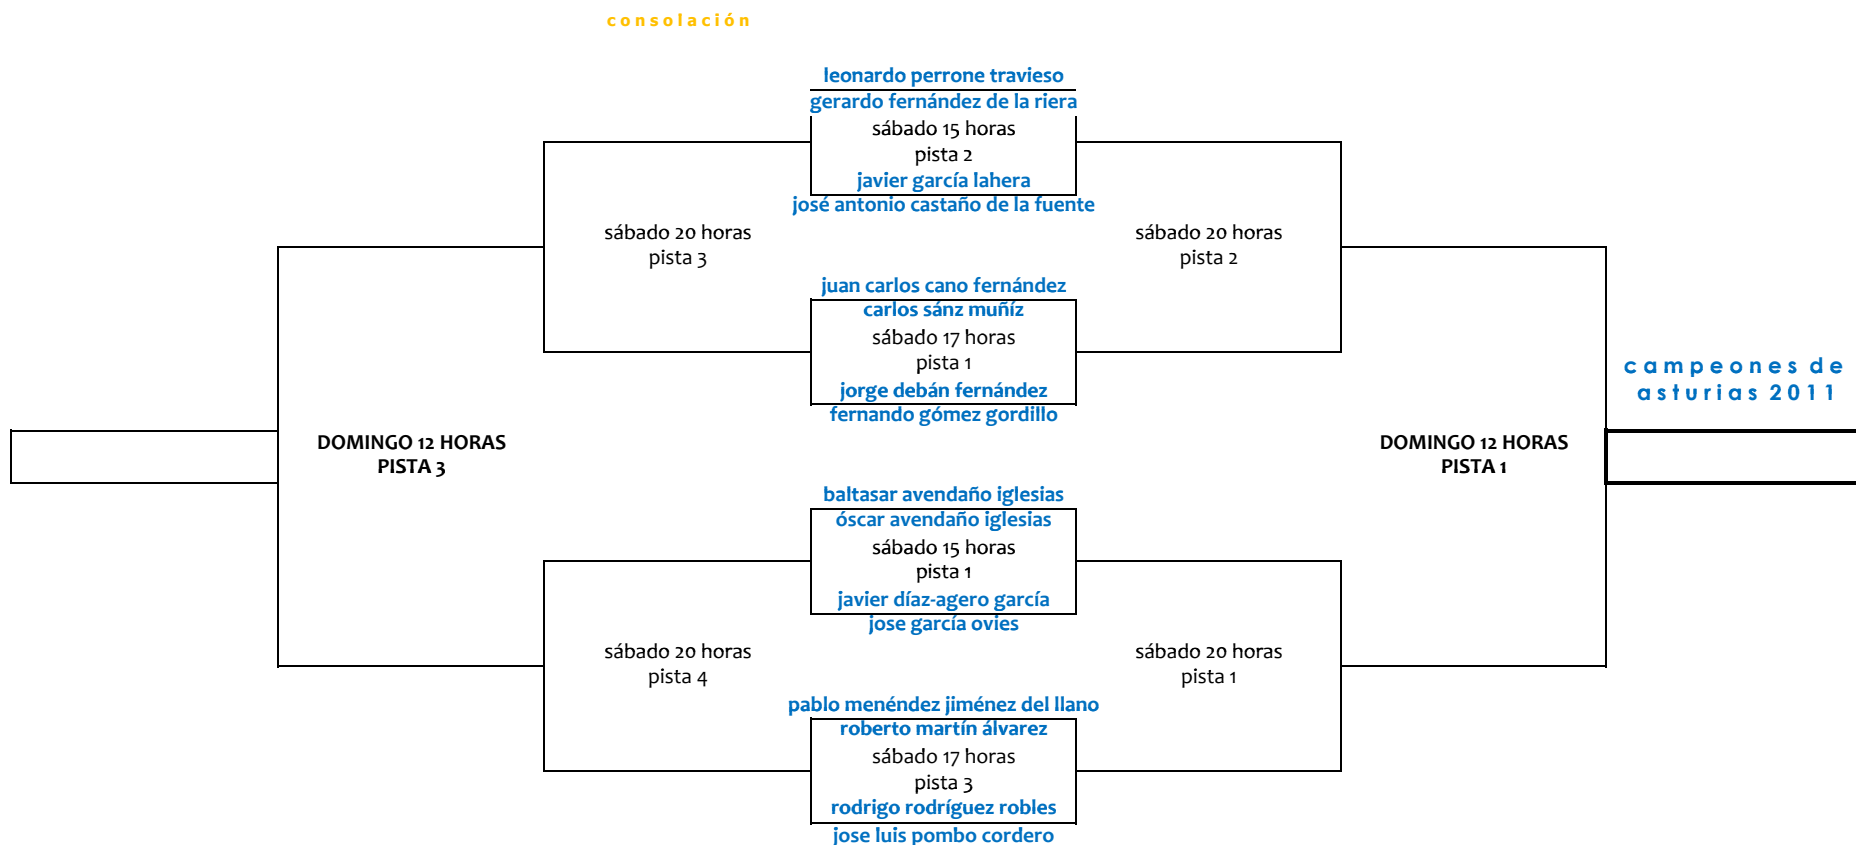 consolación
leonardo perrone travieso
gerardo fernández de la riera
sábado 15 horas
pista 2
javier garcía lahera
josé antonio castaño de la fuente
sábado 20 horas
pista 3
sábado 20 horas
pista 2
juan carlos cano fernández
carlos sánz muñíz
sábado 17 horas
pista 1
jorge debán fernández
fernando gómez gordillo
campeones de
asturias 2011
DOMINGO 12 HORAS
PISTA 3
DOMINGO 12 HORAS
PISTA 1
baltasar avendaño iglesias
óscar avendaño iglesias
sábado 15 horas
pista 1
javier díaz-agero garcía
jose garcía ovies
sábado 20 horas
pista 4
sábado 20 horas
pista 1
pablo menéndez jiménez del llano
roberto martín álvarez
sábado 17 horas
pista 3
rodrigo rodríguez robles
jose luis pombo cordero